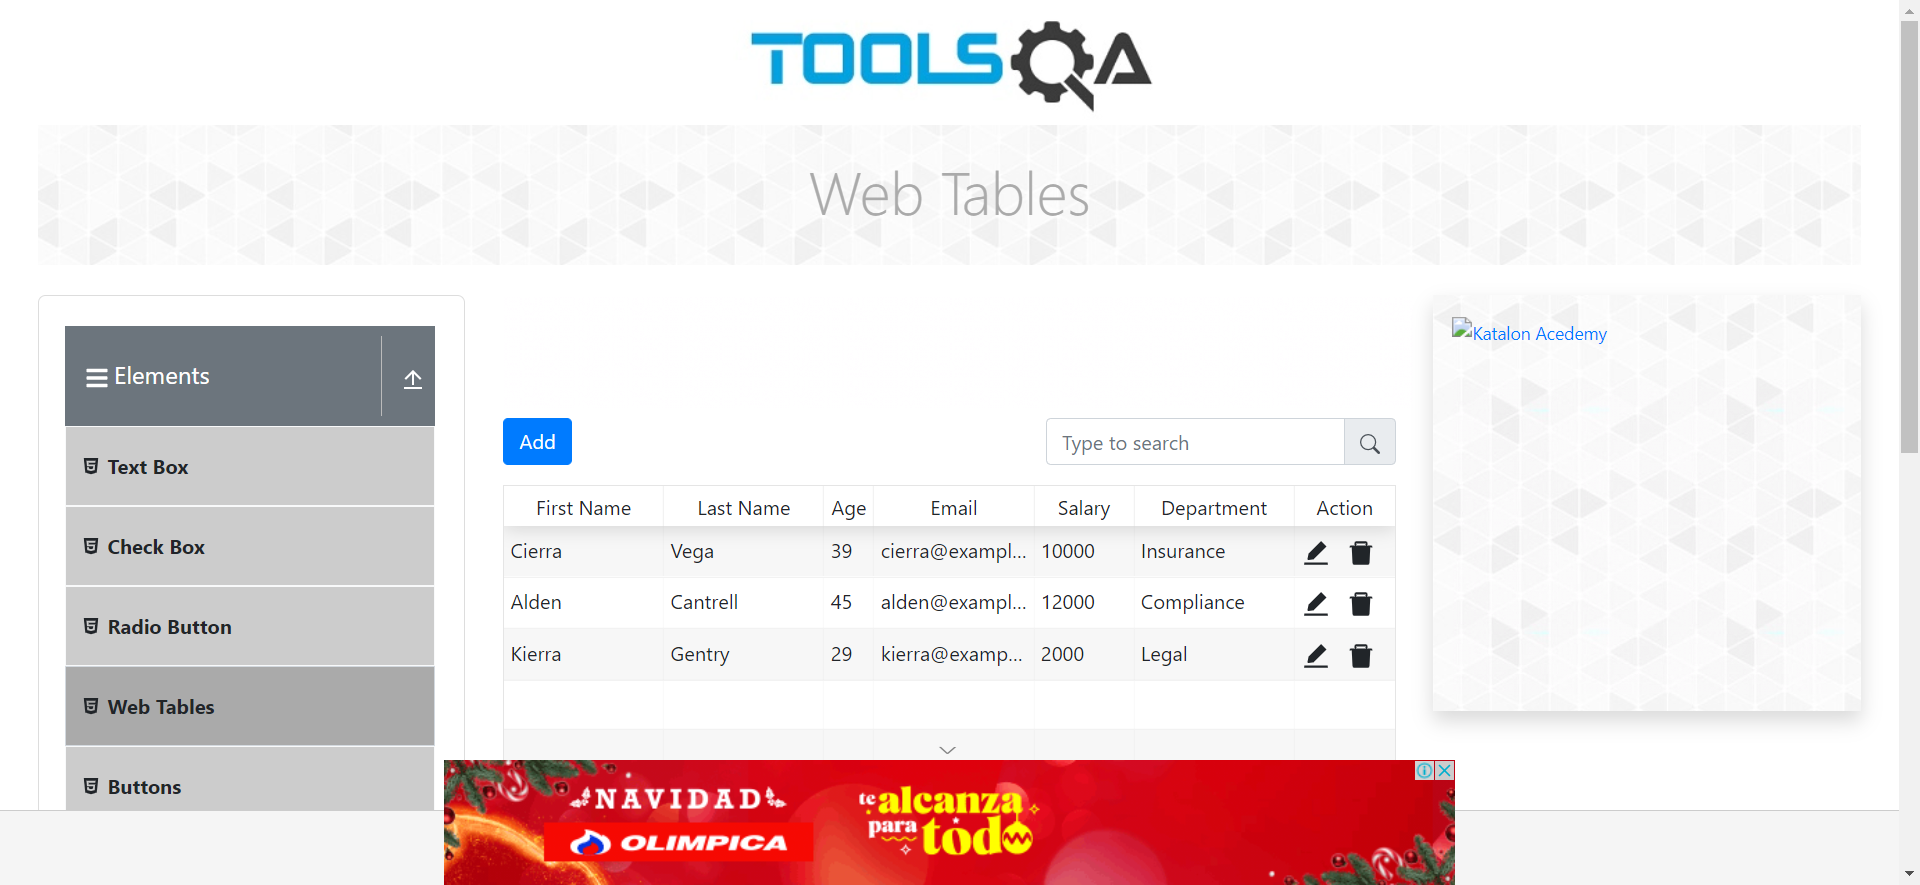 TOOLSQA
Web Tables
Elements
Text Box
Check Box
Radio Button
Web Tables
Buttons
Add
Type to search
First Name Last Name Age Email Salary Department Action
Cierra Vega 39 cierra@exampl... 10000 Insurance
Alden Cantrell 45 alden@exampl... 12000 Compliance
Kierra Gentry 29 kierra@examp... 2000 Legal
Katalon Acedemy
NAVIDAD
OLIMPICA
te alcanza
para todo